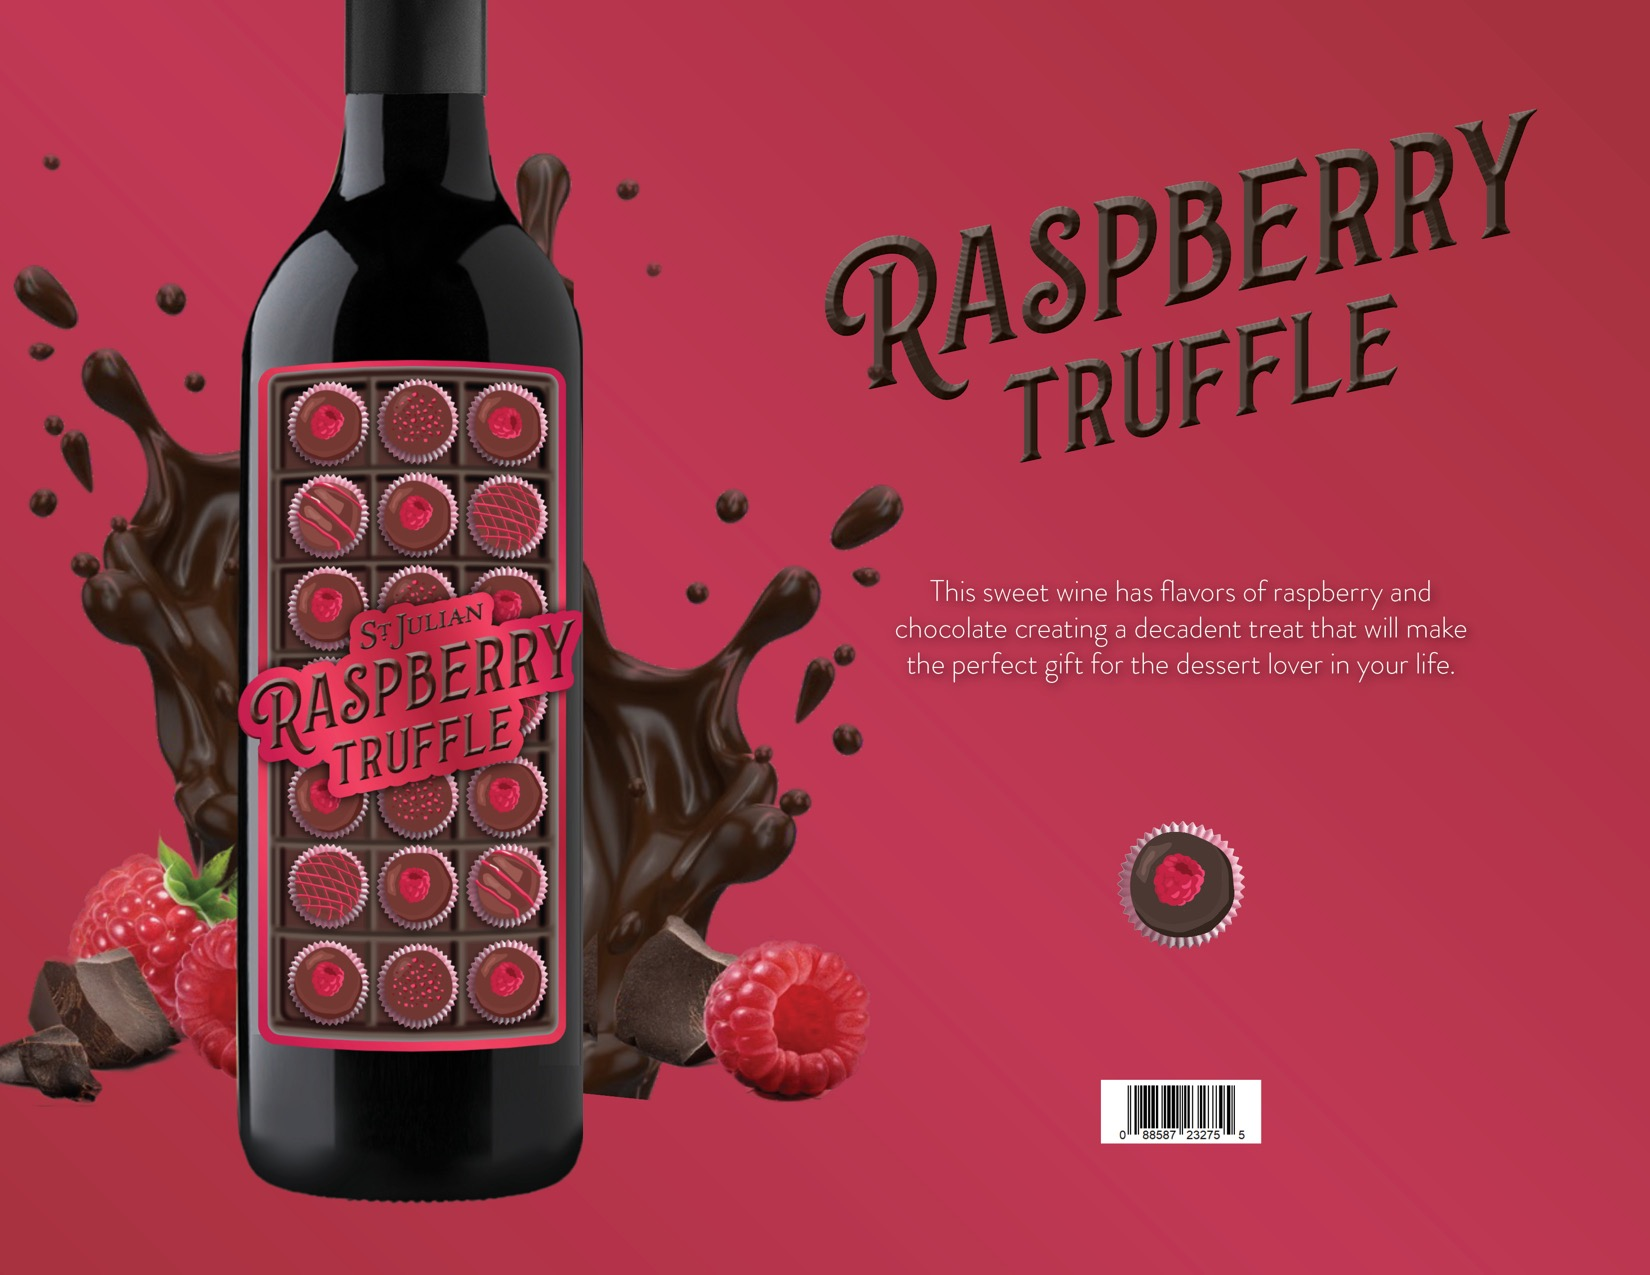 ST JULIAN
RASPBERRY
TRUFFLE
RASPBERRY
TRUFFLE
This sweet wine has flavors of raspberry and
chocolate creating a decadent treat that will make
the perfect gift for the dessert lover in your life.
0 88587 23275 5